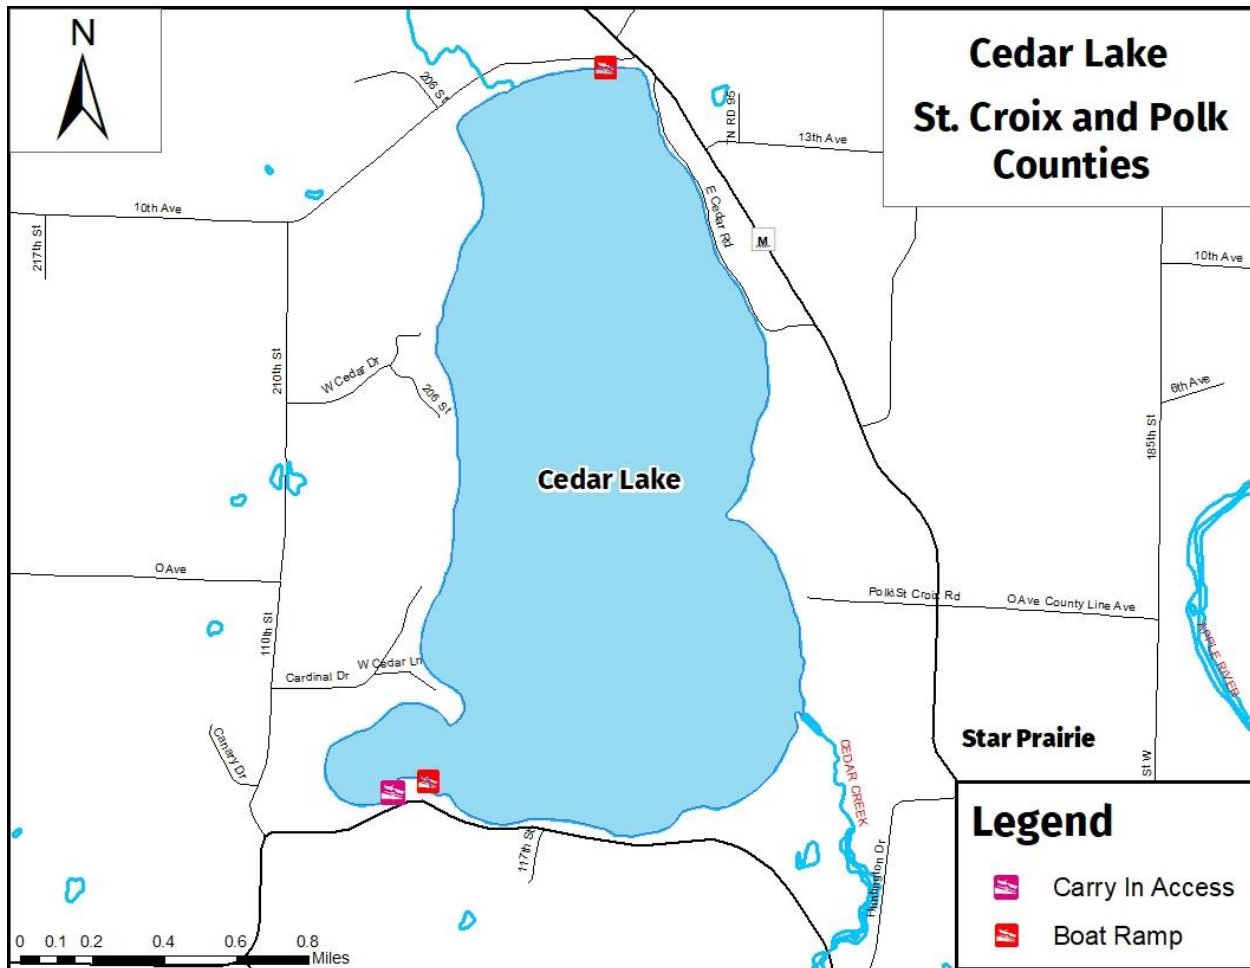 N
Cedar Lake
St. Croix and Polk
Counties
206 St
N RD 95
13th Ave
10th Ave
217th St
E Cedar Rd
M
10th Ave
210th St
W Cedar Dr
206 St
6th Ave
185th St
Cedar Lake
O Ave
110th St
Polk\St Croix Rd
O Ave County Line Ave
APPLE RIVER
W Cedar Ln
Cardinal Dr
Canary Dr
Star Prairie
St W
CEDAR CREEK
117th St
Huntington Dr
Legend
Carry In Access
Boat Ramp
0 0.1 0.2 0.4 0.6 0.8
Miles